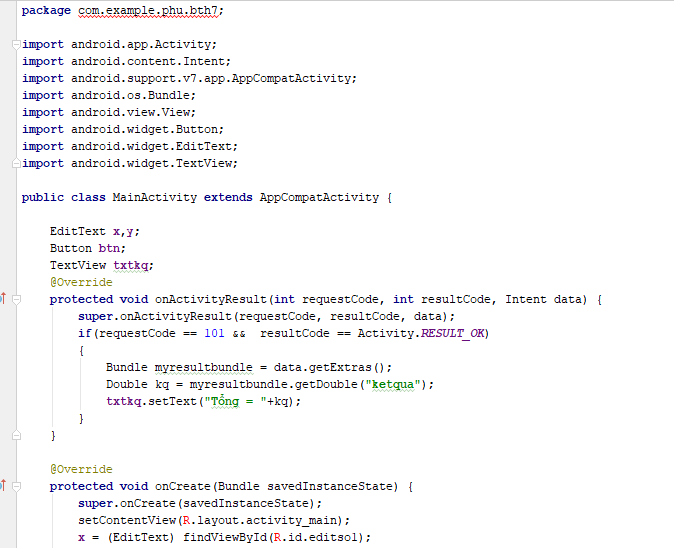 package com.example.phu.bth7;
import android.app.Activity;
import android.content.Intent;
import android.support.v7.app.AppCompatActivity;
import android.os.Bundle;
import android.view.View;
import android.widget.Button;
import android.widget.EditText;
import android.widget.TextView;
public class MainActivity extends AppCompatActivity {
EditText x,y;
Button btn;
TextView txtkq;
@Override
protected void onActivityResult(int requestCode, int resultCode, Intent data) {
super.onActivityResult(requestCode, resultCode, data);
if(requestCode == 101 && resultCode == Activity.RESULT_OK)
{
Bundle myresultbundle = data.getExtras();
Double kq = myresultbundle.getDouble("ketqua");
txtkq.setText("Tổng = "+kq);
}
}
@Override
protected void onCreate(Bundle savedInstanceState) {
super.onCreate(savedInstanceState);
setContentView(R.layout.activity_main);
x = (EditText) findViewById(R.id.editso1);